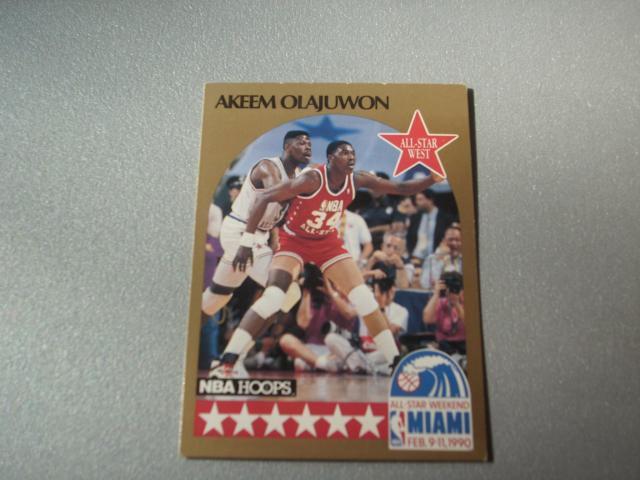 AKEEM OLAJUWON
ALL-STAR
WEST
NBA
34
ALL-STAR
NBA HOOPS
ALL-STAR WEEKEND
MIAMI
FEB. 9-11, 1990